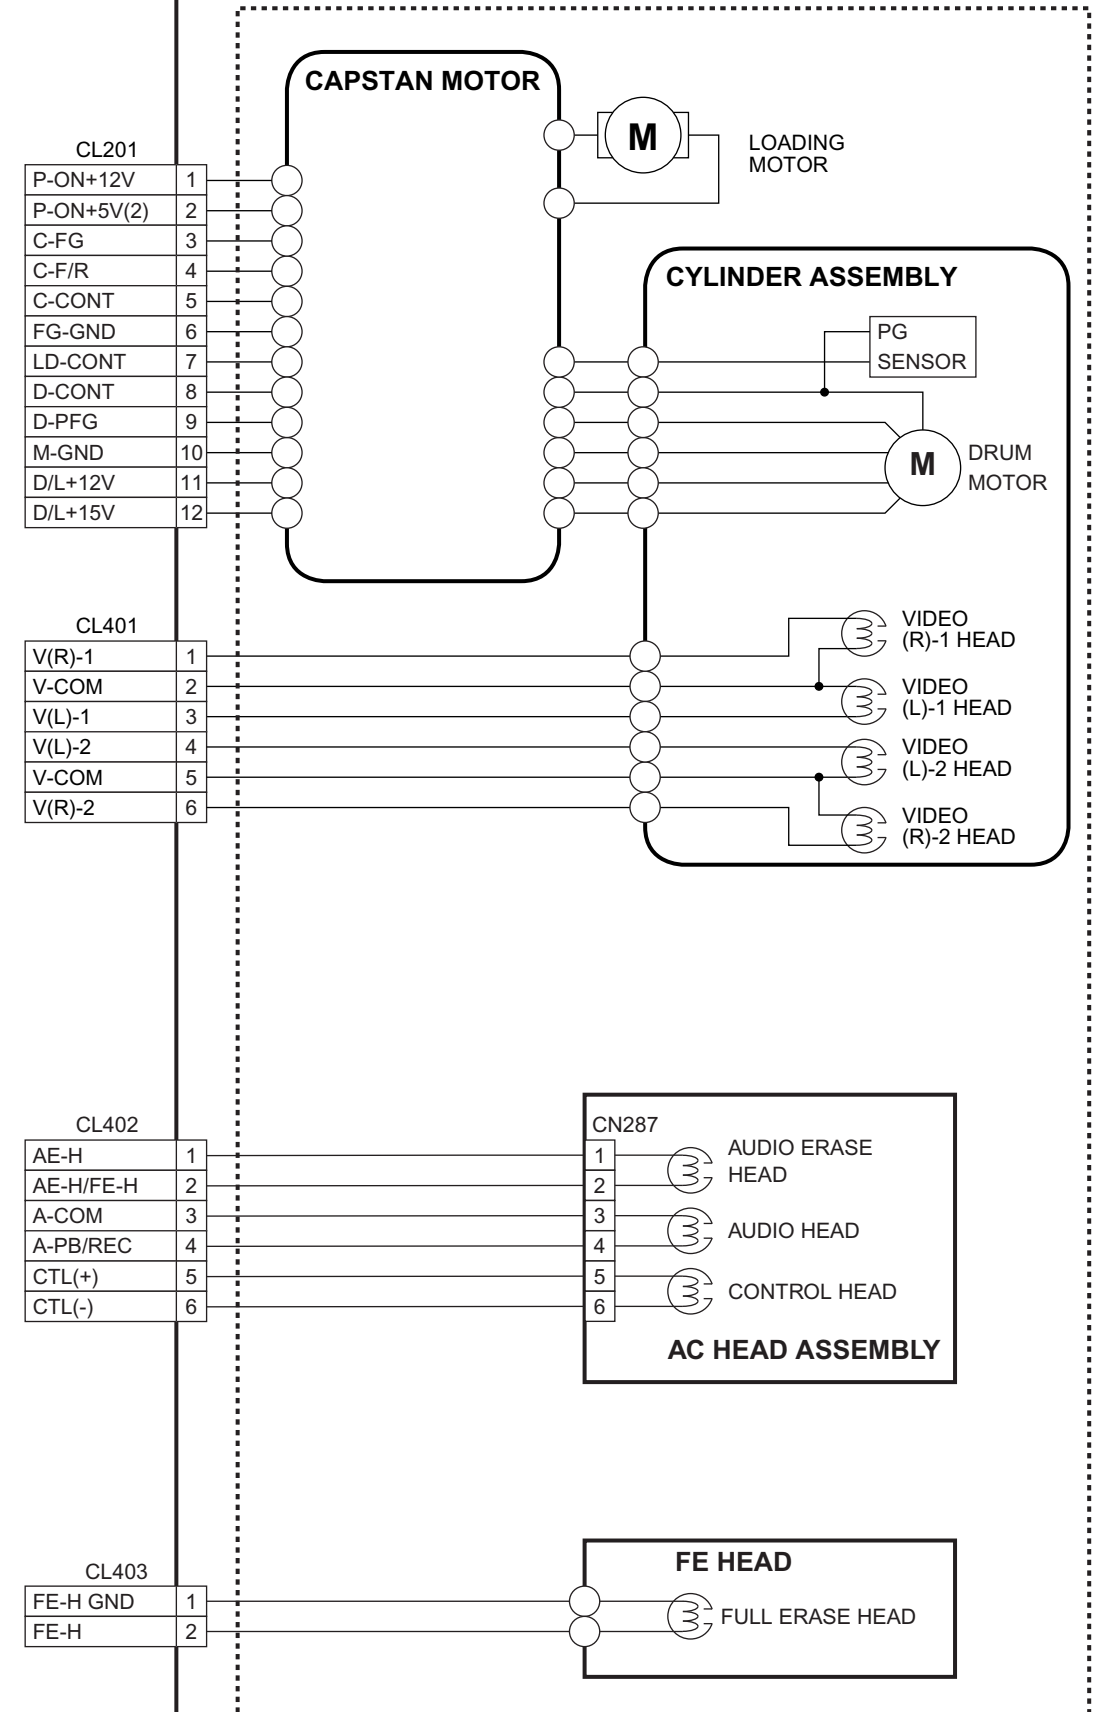 CAPSTAN MOTOR
M
LOADING
MOTOR
CL201
P-ON+12V 1
P-ON+5V(2) 2
C-FG 3
C-F/R 4
C-CONT 5
FG-GND 6
LD-CONT 7
D-CONT 8
D-PFG 9
M-GND 10
D/L+12V 11
D/L+15V 12
CYLINDER ASSEMBLY
PG
SENSOR
M
DRUM
MOTOR
CL401
V(R)-1 1
V-COM 2
V(L)-1 3
V(L)-2 4
V-COM 5
V(R)-2 6
VIDEO
(R)-1 HEAD
VIDEO
(L)-1 HEAD
VIDEO
(L)-2 HEAD
VIDEO
(R)-2 HEAD
CL402
AE-H 1
AE-H/FE-H 2
A-COM 3
A-PB/REC 4
CTL(+) 5
CTL(-) 6
CN287
1
2
3
4
5
6
AUDIO ERASE
HEAD
AUDIO HEAD
CONTROL HEAD
AC HEAD ASSEMBLY
CL403
FE-H GND 1
FE-H 2
FE HEAD
FULL ERASE HEAD